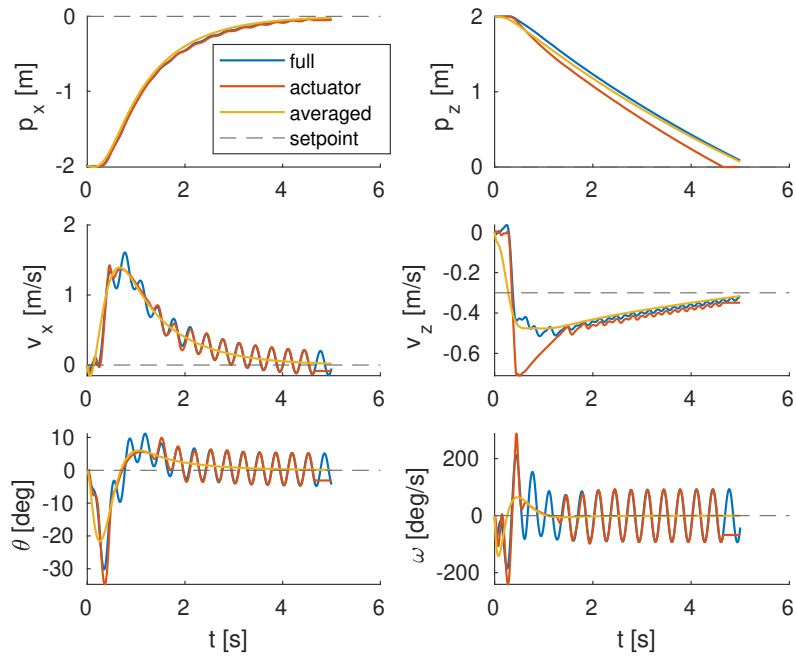 0
-1
-2
p_x [m]
0 2 4 6
full
actuator
averaged
setpoint
2
1
0
p_z [m]
0 2 4 6
2
1
0
v_x [m/s]
0 2 4 6
0
-0.2
-0.4
-0.6
v_z [m/s]
0 2 4 6
10
0
-10
-20
-30
θ [deg]
0 2 4 6
t [s]
200
0
-200
ω [deg/s]
0 2 4 6
t [s]